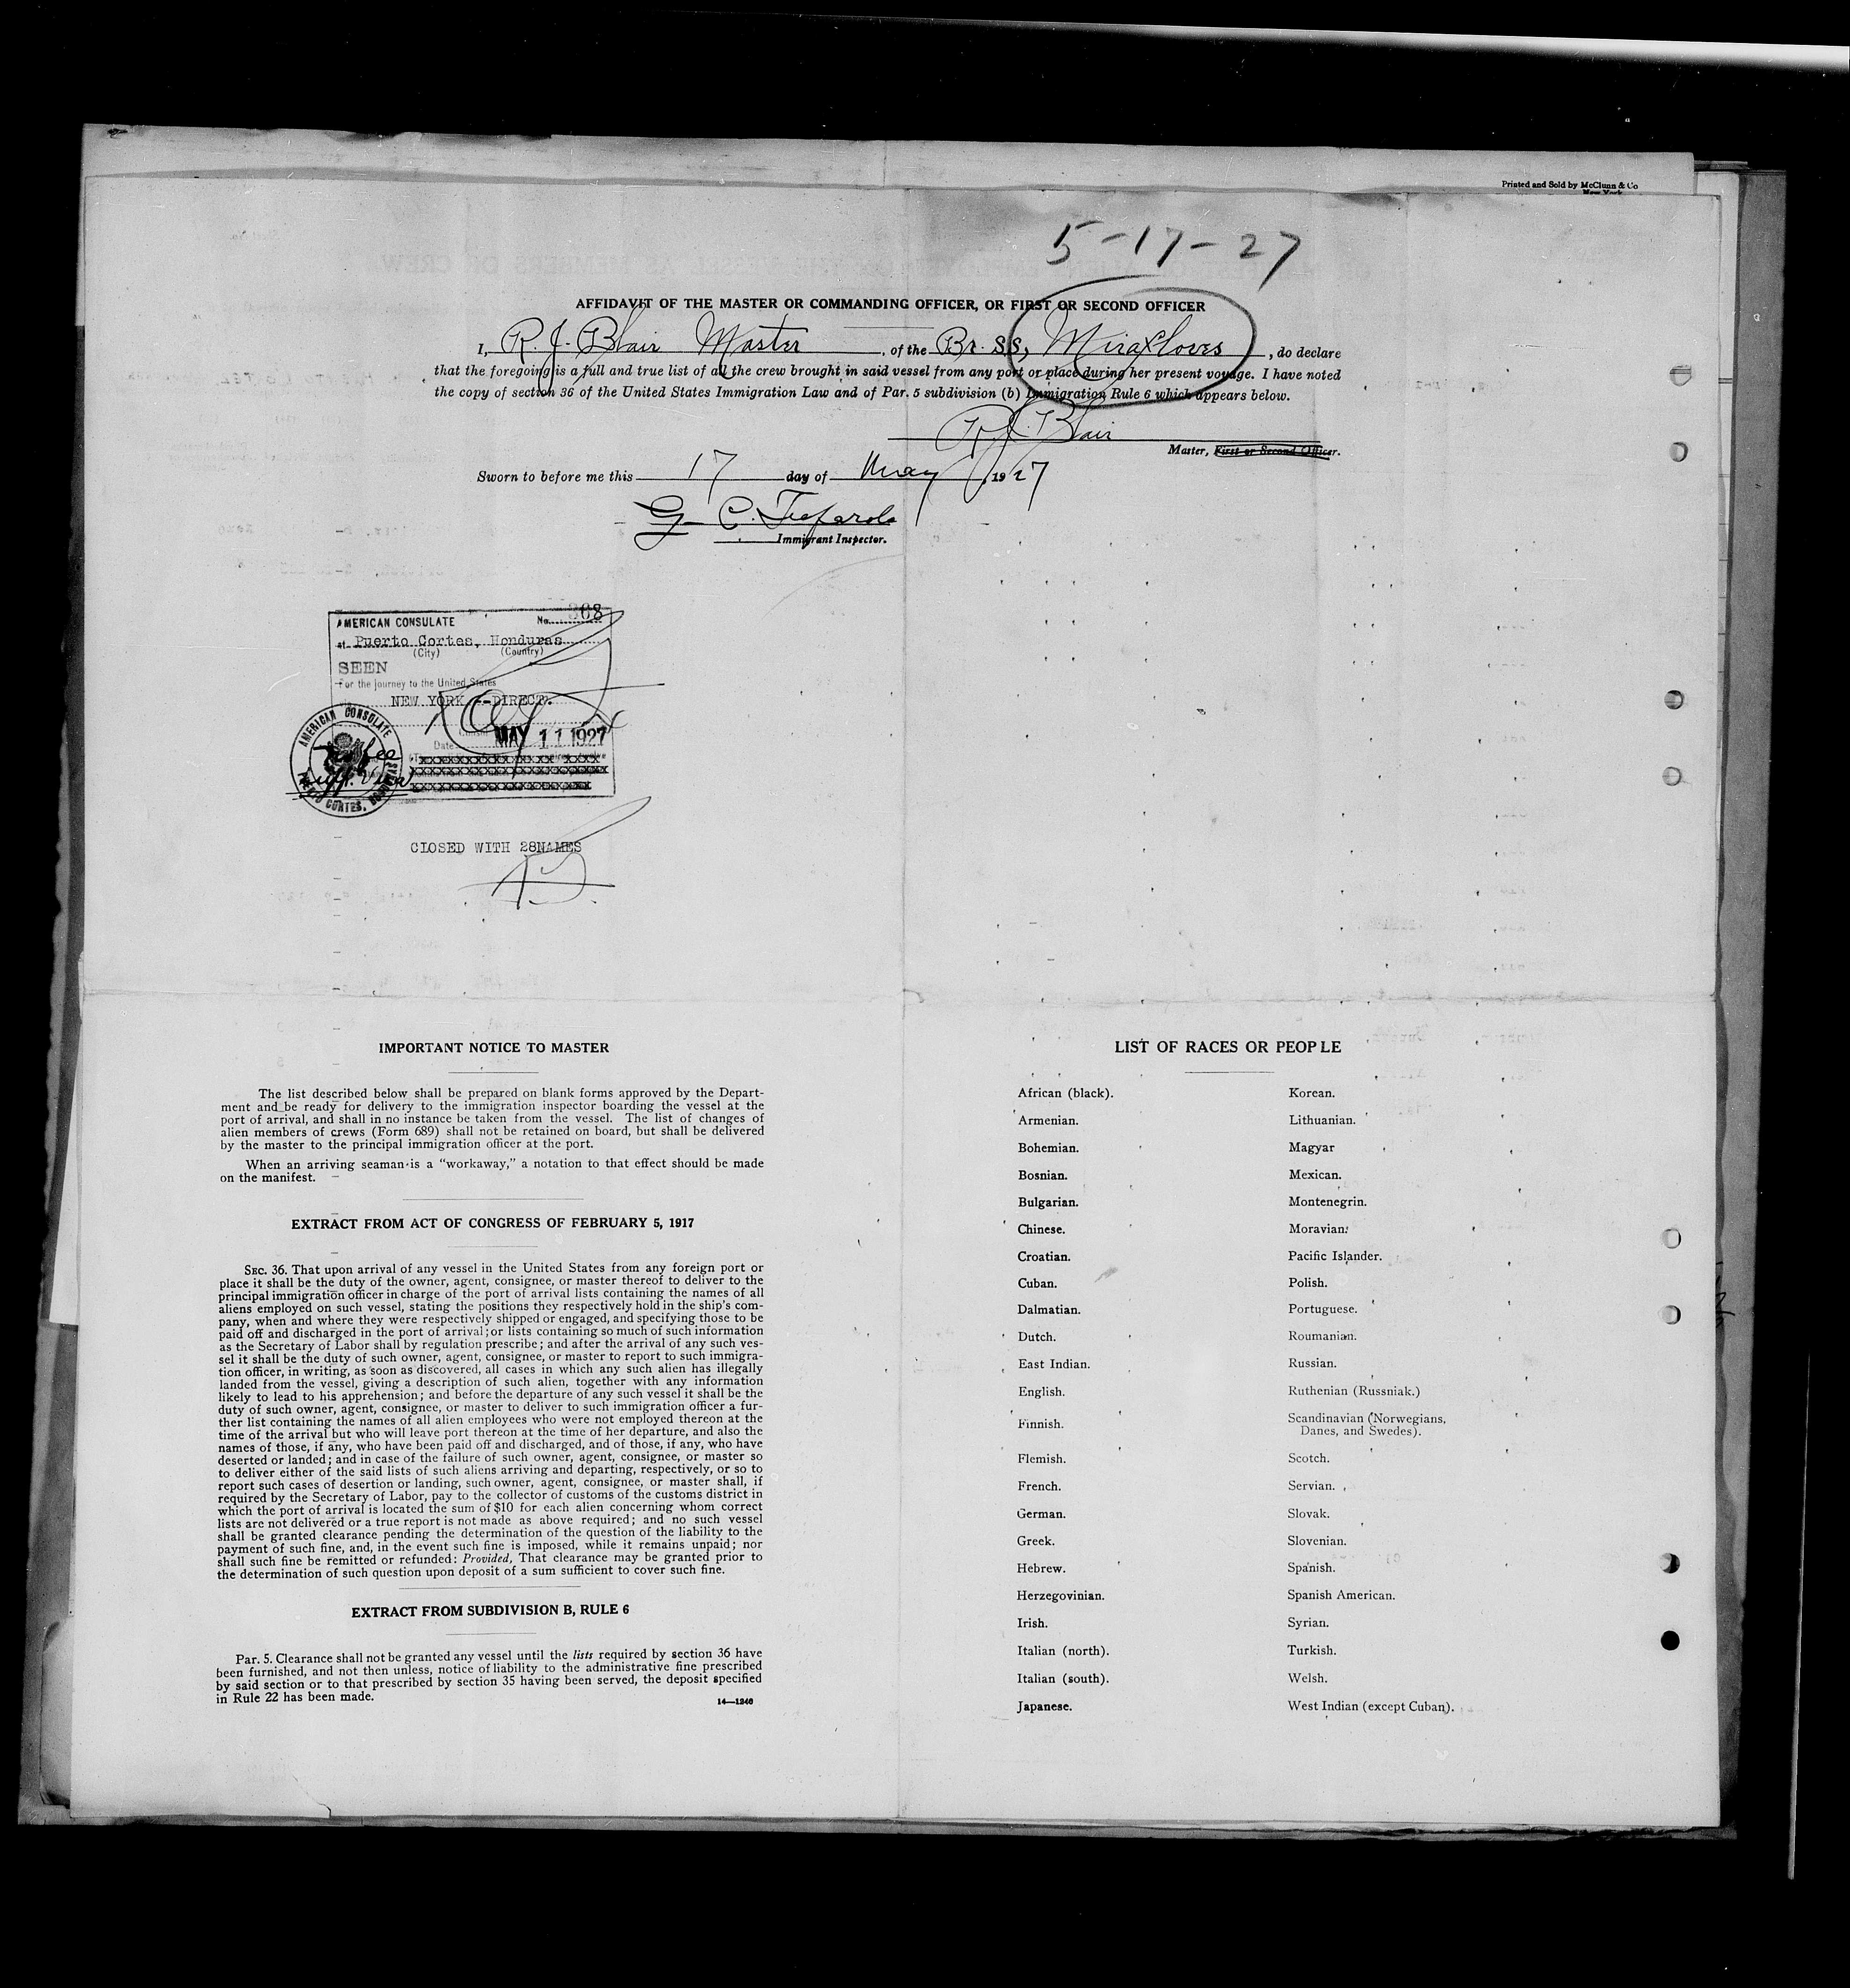 Printed and Sold by McClunn & Co
New York
5-17-27
AFFIDAVIT OF THE MASTER OR COMMANDING OFFICER, OR FIRST OR SECOND OFFICER
I, R. J. Blair Master, of the Br. SS, Miraflores, do declare
that the foregoing is a full and true list of all the crew brought in said vessel from any port or place during her present voyage. I have noted
the copy of section 36 of the United States Immigration Law and of Par. 5 subdivision (b) Immigration Rule 6 which appears below.
R. J. Blair
Master, First or Second Officer.
Sworn to before me this 17 day of May, 1927
G. C.
Immigrant Inspector.
AMERICAN CONSULATE No. 368
at Puerto Cortes, Honduras
(City) (Country)
SEEN
For the journey to the United States
NEW YORK --DIRECT.
Date MAY 11 1927
AMERICAN CONSULATE
PUERTO CORTES, HONDURAS
No fee
CLOSED WITH 28NAMES
IMPORTANT NOTICE TO MASTER
The list described below shall be prepared on blank forms approved by the Depart-
ment and be ready for delivery to the immigration inspector boarding the vessel at the
port of arrival, and shall in no instance be taken from the vessel. The list of changes of
alien members of crews (Form 689) shall not be retained on board, but shall be delivered
by the master to the principal immigration officer at the port.
When an arriving seaman is a "workaway," a notation to that effect should be made
on the manifest.
EXTRACT FROM ACT OF CONGRESS OF FEBRUARY 5, 1917
SEC. 36. That upon arrival of any vessel in the United States from any foreign port or
place it shall be the duty of the owner, agent, consignee, or master thereof to deliver to the
principal immigration officer in charge of the port of arrival lists containing the names of all
aliens employed on such vessel, stating the positions they respectively hold in the ship's com-
pany, when and where they were respectively shipped or engaged, and specifying those to be
paid off and discharged in the port of arrival; or lists containing so much of such information
as the Secretary of Labor shall by regulation prescribe; and after the arrival of any such ves-
sel it shall be the duty of such owner, agent, consignee, or master to report to such immigra-
tion officer, in writing, as soon as discovered, all cases in which any such alien has illegally
landed from the vessel, giving a description of such alien, together with any information
likely to lead to his apprehension; and before the departure of any such vessel it shall be the
duty of such owner, agent, consignee, or master to deliver to such immigration officer a fur-
ther list containing the names of all alien employees who were not employed thereon at the
time of the arrival but who will leave port thereon at the time of her departure, and also the
names of those, if any, who have been paid off and discharged, and of those, if any, who have
deserted or landed; and in case of the failure of such owner, agent, consignee, or master so
to deliver either of the said lists of such aliens arriving and departing, respectively, or so to
report such cases of desertion or landing, such owner, agent, consignee, or master shall, if
required by the Secretary of Labor, pay to the collector of customs of the customs district in
which the port of arrival is located the sum of $10 for each alien concerning whom correct
lists are not delivered or a true report is not made as above required; and no such vessel
shall be granted clearance pending the determination of the question of the liability to the
payment of such fine, and, in the event such fine is imposed, while it remains unpaid; nor
shall such fine be remitted or refunded: Provided, That clearance may be granted prior to
the determination of such question upon deposit of a sum sufficient to cover such fine.
EXTRACT FROM SUBDIVISION B, RULE 6
Par. 5. Clearance shall not be granted any vessel until the lists required by section 36 have
been furnished, and not then unless, notice of liability to the administrative fine prescribed
by said section or to that prescribed by section 35 having been served, the deposit specified
in Rule 22 has been made.
14—1240
LIST OF RACES OR PEOPLE
African (black).
Armenian.
Bohemian.
Bosnian.
Bulgarian.
Chinese.
Croatian.
Cuban.
Dalmatian.
Dutch.
East Indian.
English.
Finnish.
Flemish.
French.
German.
Greek.
Hebrew.
Herzegovinian.
Irish.
Italian (north).
Italian (south).
Japanese.
Korean.
Lithuanian.
Magyar
Mexican.
Montenegrin.
Moravian.
Pacific Islander.
Polish.
Portuguese.
Roumanian.
Russian.
Ruthenian (Russniak.)
Scandinavian (Norwegians,
Danes, and Swedes).
Scotch.
Servian.
Slovak.
Slovenian.
Spanish.
Spanish American.
Syrian.
Turkish.
Welsh.
West Indian (except Cuban).